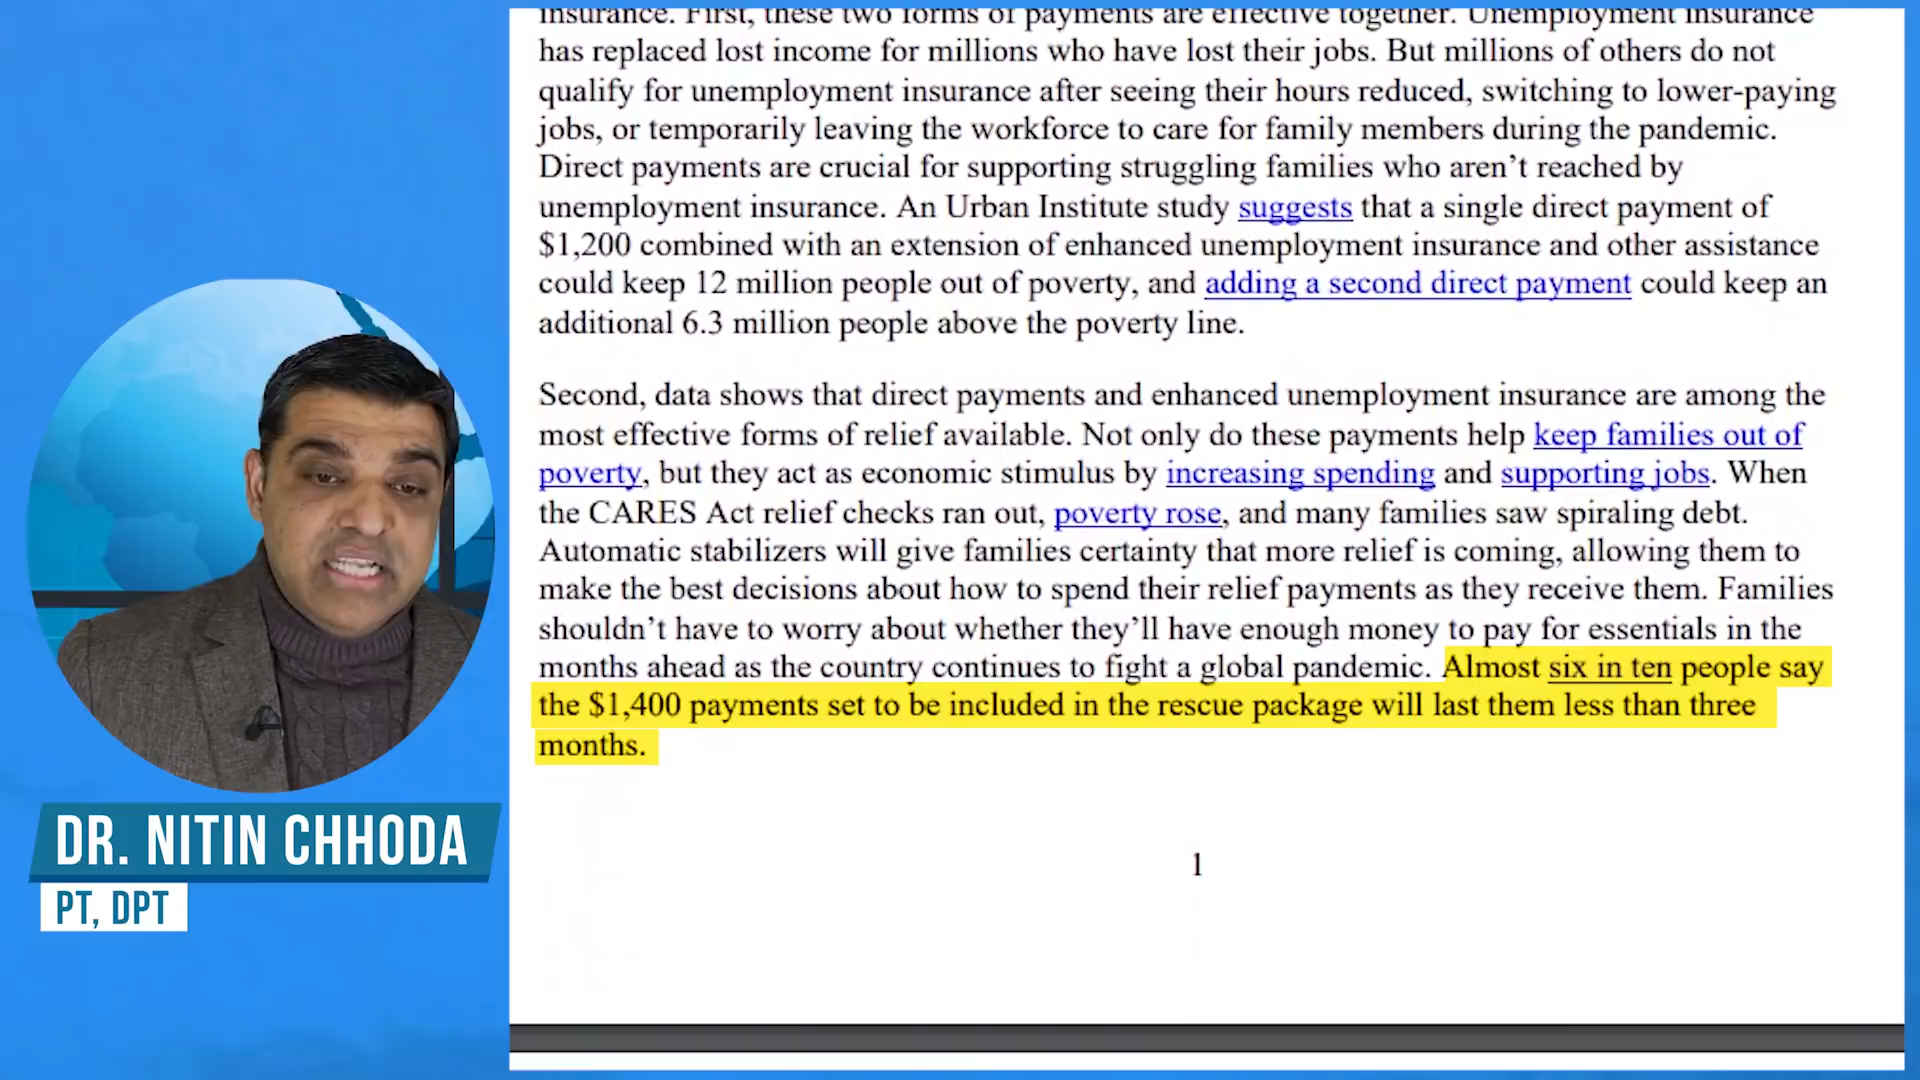 insurance. First, these two forms of payments are effective together. Unemployment insurance
has replaced lost income for millions who have lost their jobs. But millions of others do not
qualify for unemployment insurance after seeing their hours reduced, switching to lower-paying
jobs, or temporarily leaving the workforce to care for family members during the pandemic.
Direct payments are crucial for supporting struggling families who aren’t reached by
unemployment insurance. An Urban Institute study suggests that a single direct payment of
$1,200 combined with an extension of enhanced unemployment insurance and other assistance
could keep 12 million people out of poverty, and adding a second direct payment could keep an
additional 6.3 million people above the poverty line.
Second, data shows that direct payments and enhanced unemployment insurance are among the
most effective forms of relief available. Not only do these payments help keep families out of
poverty, but they act as economic stimulus by increasing spending and supporting jobs. When
the CARES Act relief checks ran out, poverty rose, and many families saw spiraling debt.
Automatic stabilizers will give families certainty that more relief is coming, allowing them to
make the best decisions about how to spend their relief payments as they receive them. Families
shouldn’t have to worry about whether they’ll have enough money to pay for essentials in the
months ahead as the country continues to fight a global pandemic. Almost six in ten people say
the $1,400 payments set to be included in the rescue package will last them less than three
months.
1
DR. NITIN CHHODA
PT, DPT